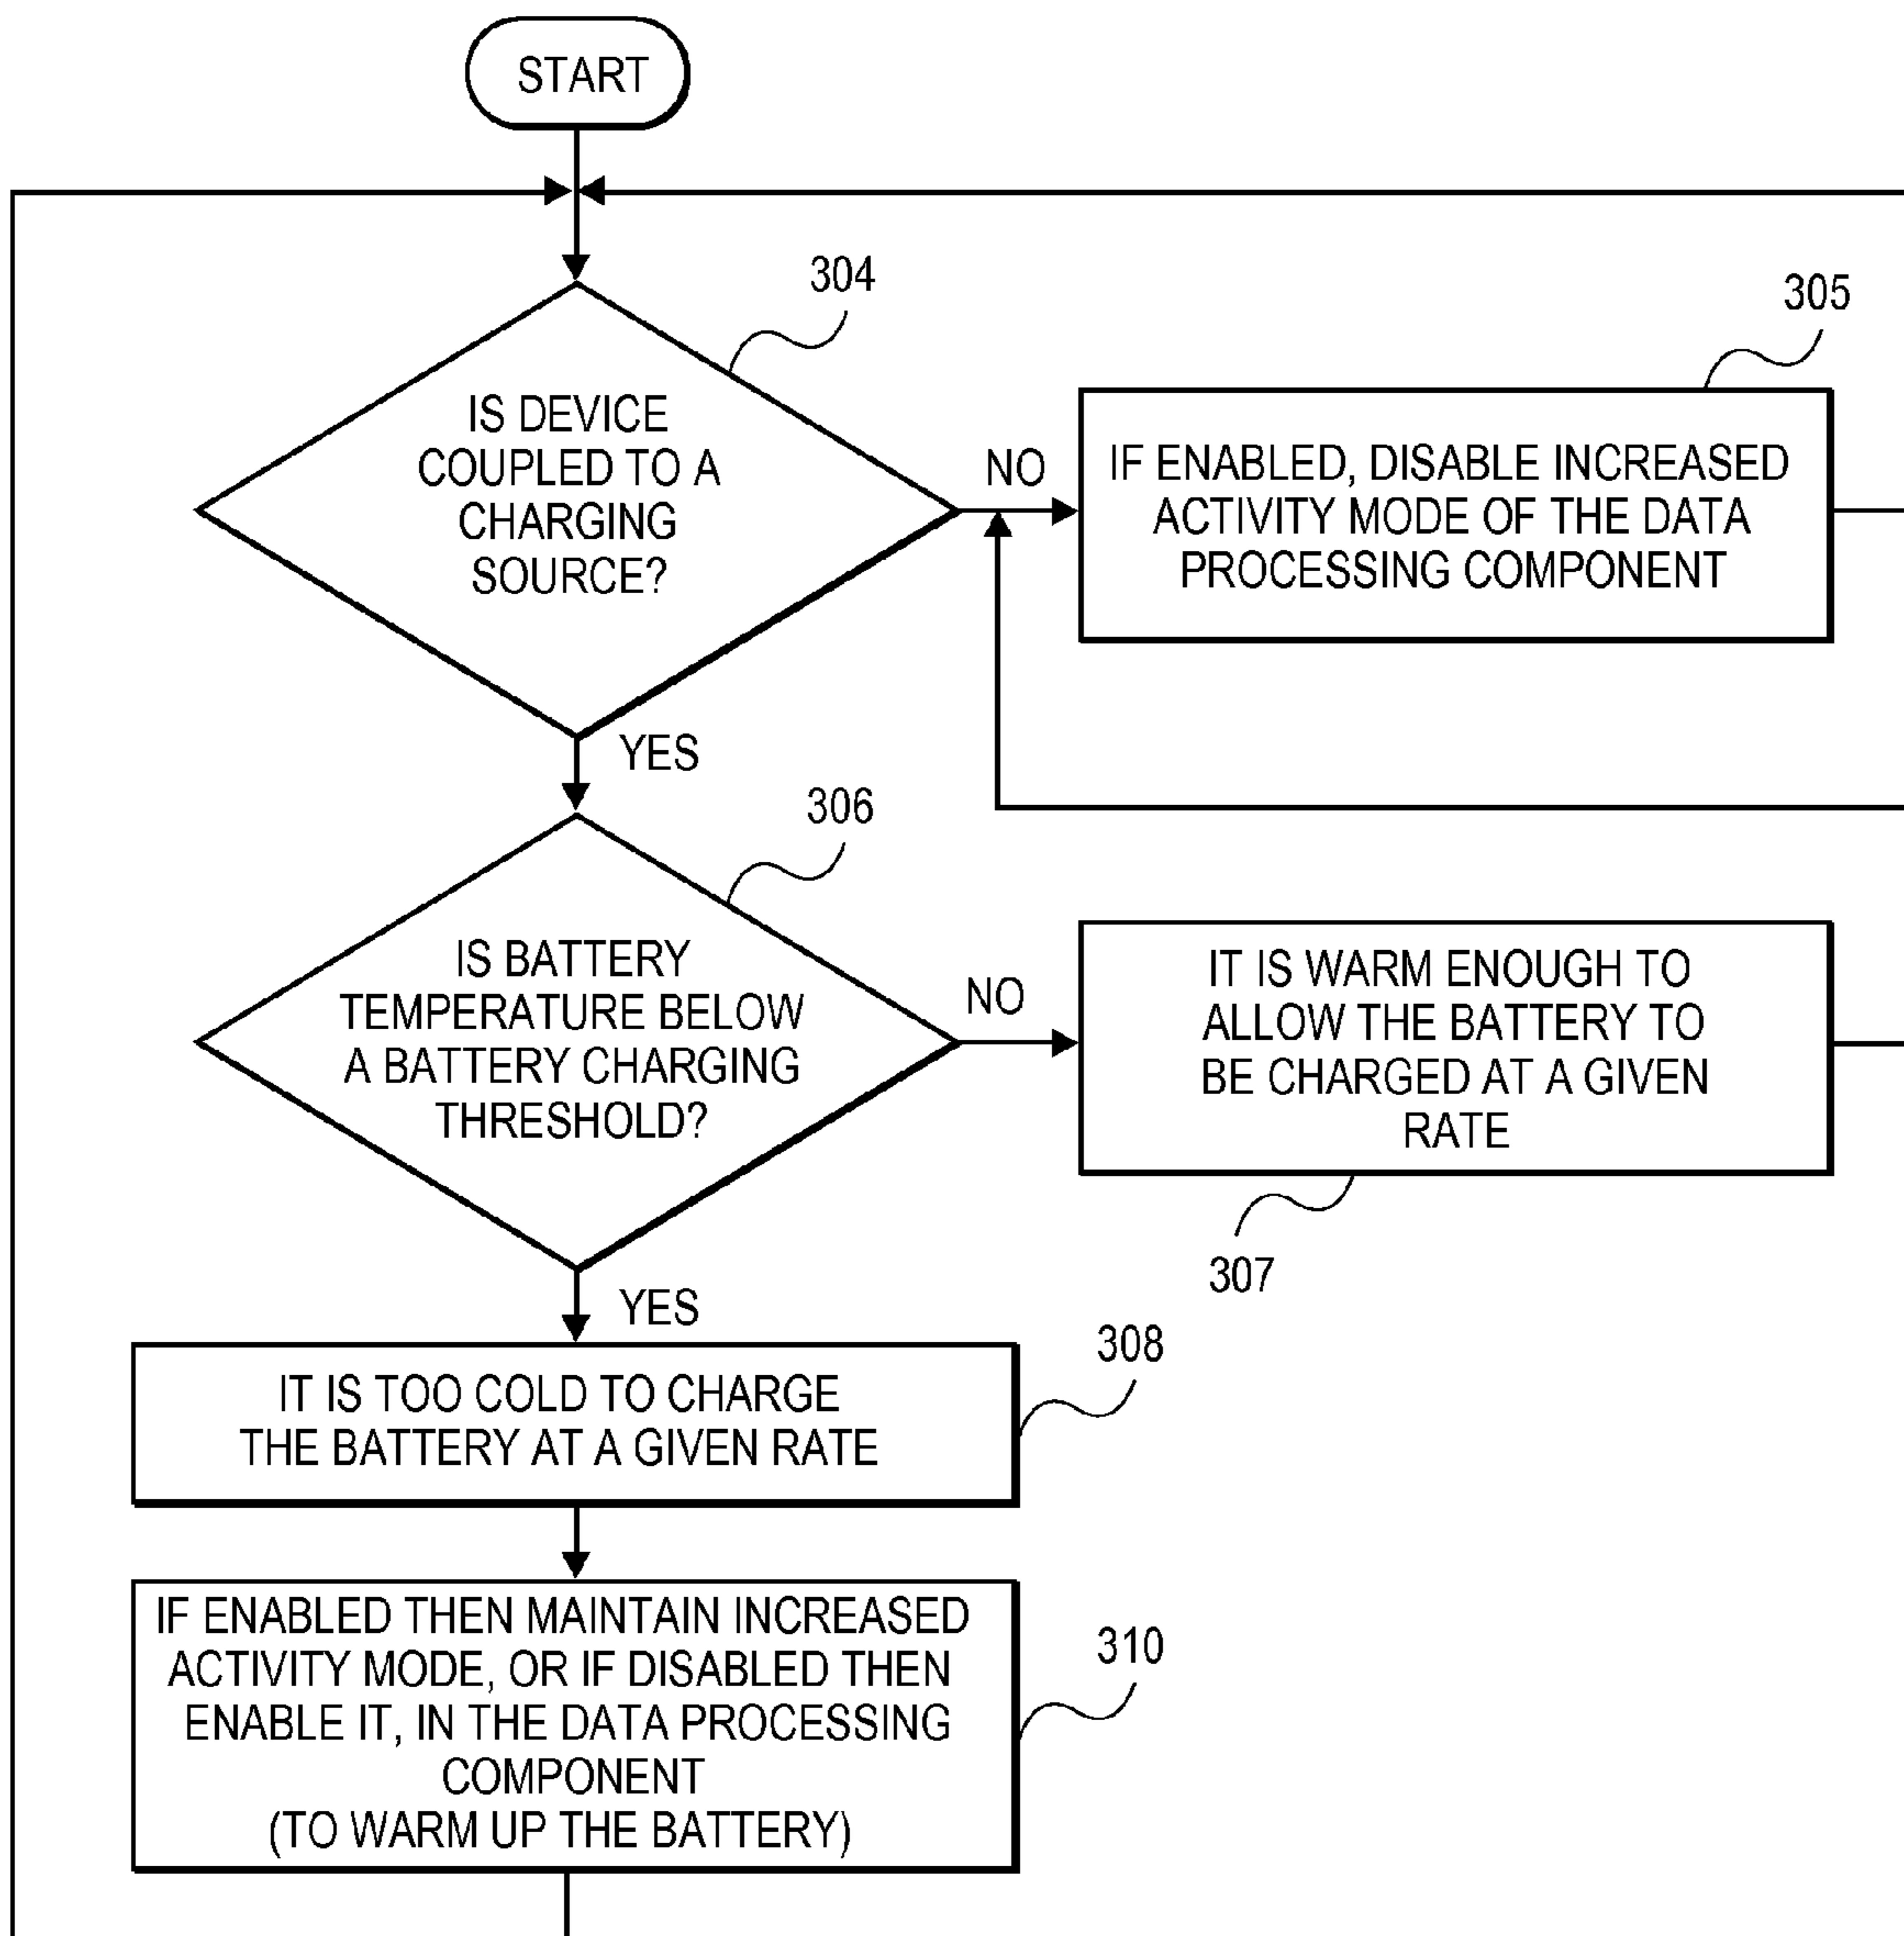 START
304
IS DEVICE
COUPLED TO A
CHARGING
SOURCE?
NO
305
IF ENABLED, DISABLE INCREASED
ACTIVITY MODE OF THE DATA
PROCESSING COMPONENT
YES
306
IS BATTERY
TEMPERATURE BELOW
A BATTERY CHARGING
THRESHOLD?
NO
IT IS WARM ENOUGH TO
ALLOW THE BATTERY TO
BE CHARGED AT A GIVEN
RATE
307
YES
308
IT IS TOO COLD TO CHARGE
THE BATTERY AT A GIVEN RATE
310
IF ENABLED THEN MAINTAIN INCREASED
ACTIVITY MODE, OR IF DISABLED THEN
ENABLE IT, IN THE DATA PROCESSING
COMPONENT
(TO WARM UP THE BATTERY)